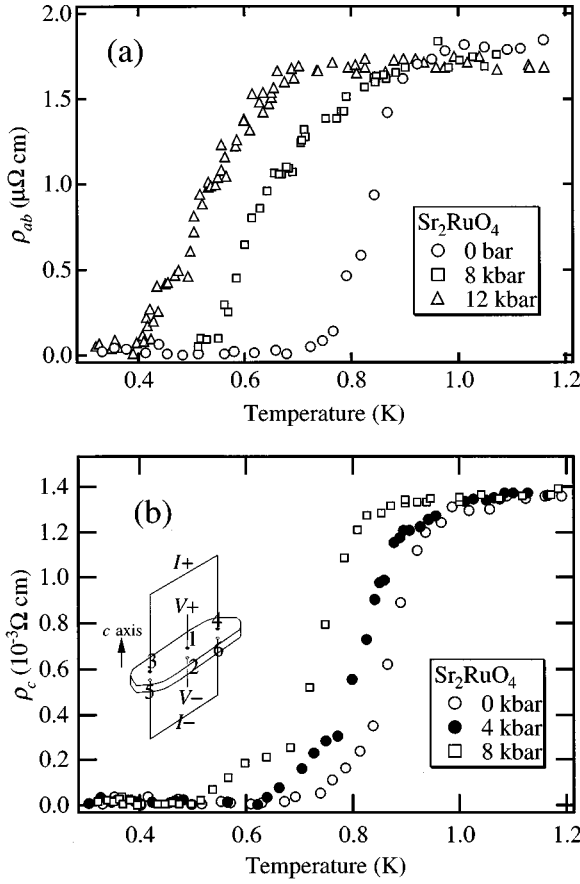 2.0
(a)
1.5
1.0
0.5
0.0
ρab (μΩ cm)
Sr2RuO4
0 bar
8 kbar
12 kbar
0.4 0.6 0.8 1.0 1.2
Temperature (K)
1.4
(b)
1.2
1.0
0.8
0.6
0.4
0.2
0.0
ρc (10-3Ω cm)
I+
V+
4
c axis
3
1
2
6
5
V−
I−
Sr2RuO4
0 kbar
4 kbar
8 kbar
0.4 0.6 0.8 1.0 1.2
Temperature (K)